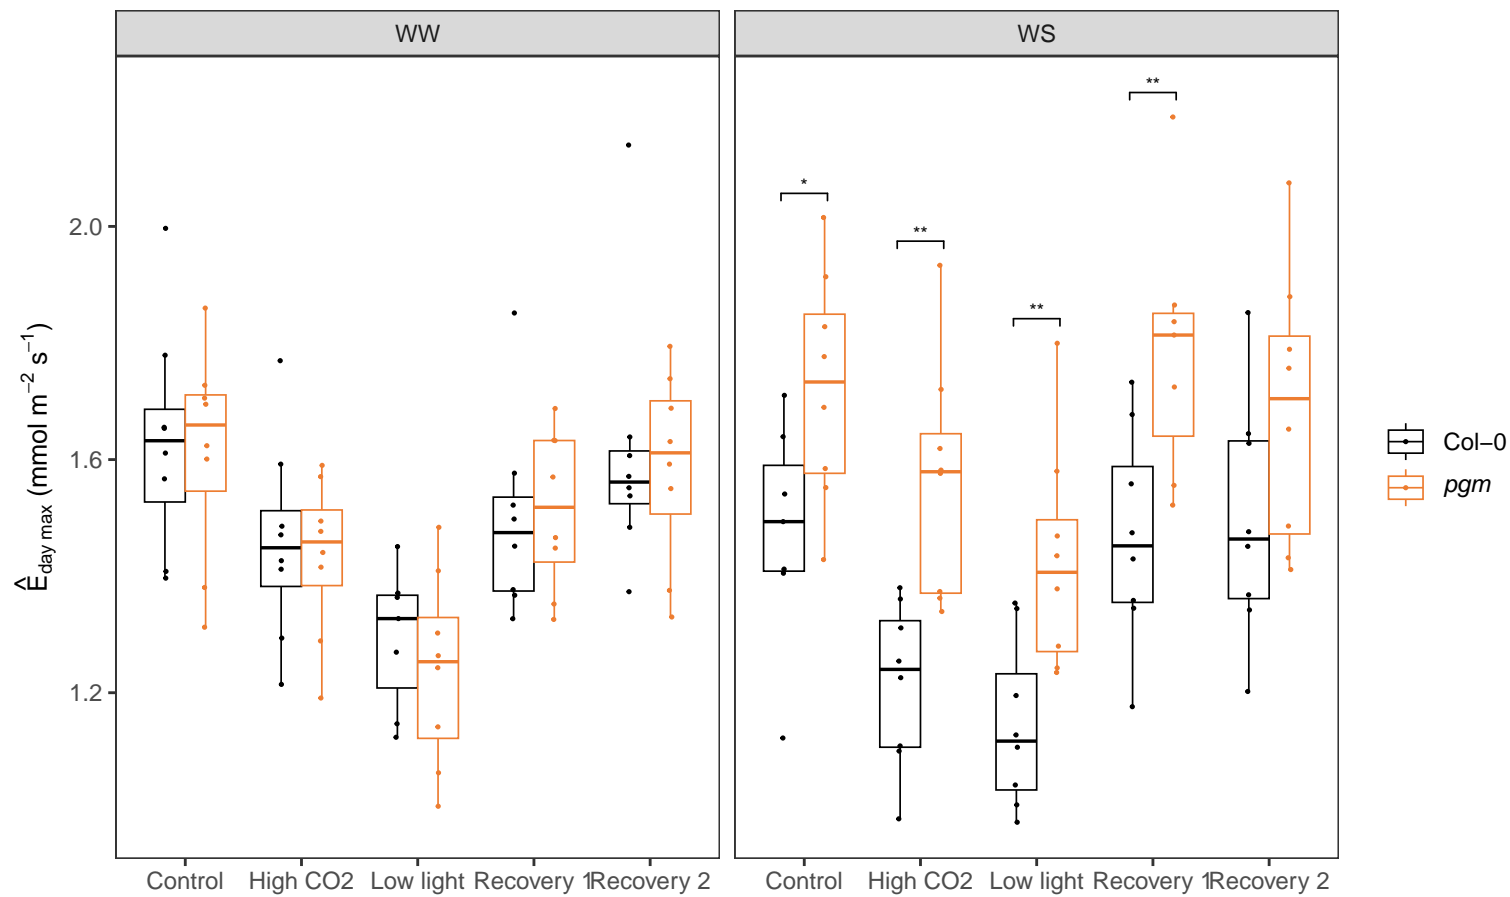 WW
WS
**
*
**
**
2.0
1.6
1.2
Êday max (mmol m−2 s−1)
Col−0
pgm
Control High CO2 Low light Recovery 1 Recovery 2
Control High CO2 Low light Recovery 1 Recovery 2